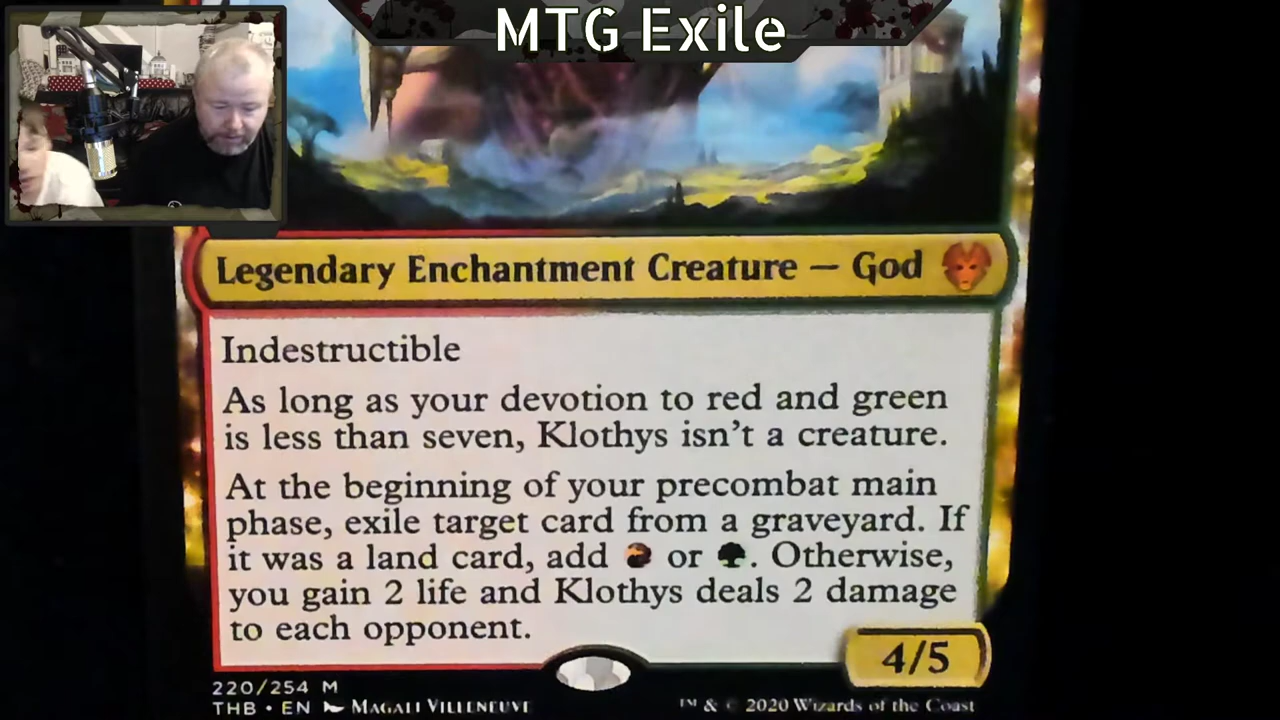 MTG Exile
Legendary Enchantment Creature — God
Indestructible
As long as your devotion to red and green
is less than seven, Klothys isn't a creature.
At the beginning of your precombat main
phase, exile target card from a graveyard. If
it was a land card, add or . Otherwise,
you gain 2 life and Klothys deals 2 damage
to each opponent.
4/5
220/254 M
THB • EN Magali Villeneuve
™ & © 2020 Wizards of the Coast